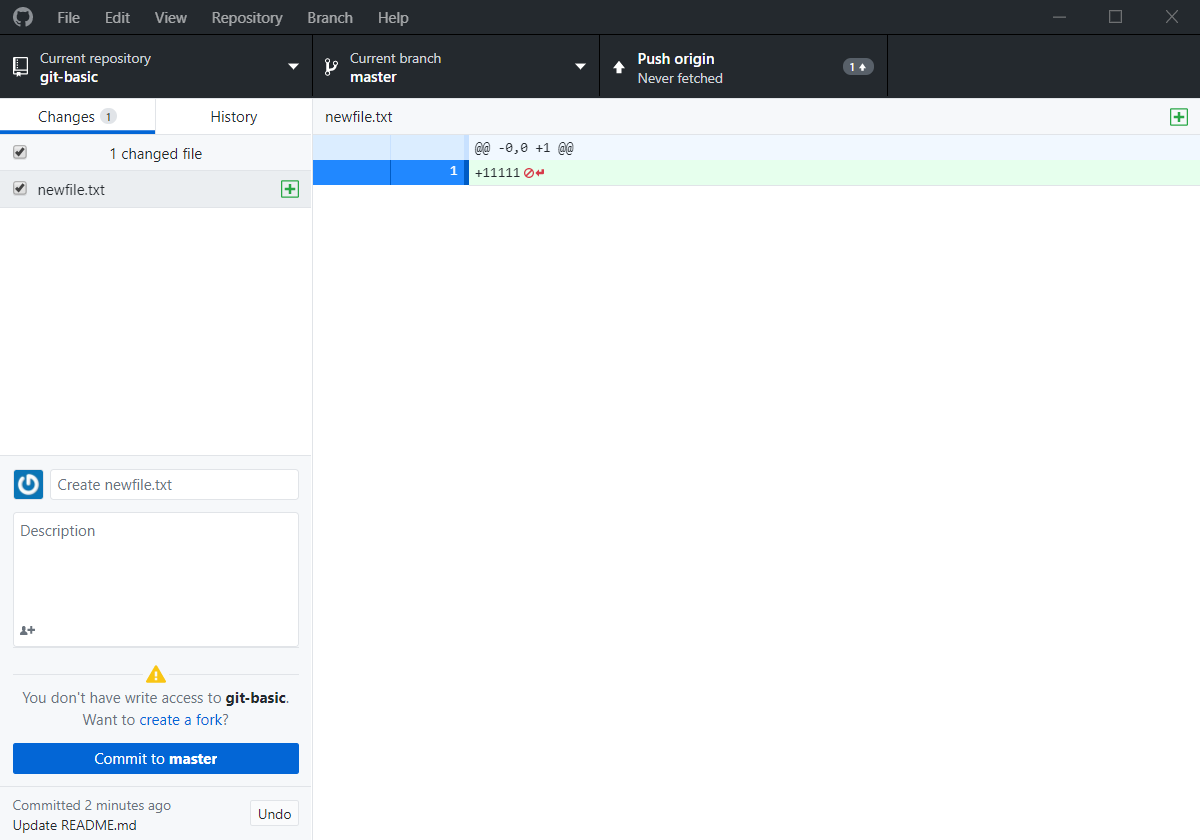 File Edit View Repository Branch Help
Current repository
git-basic
Current branch
master
Push origin
Never fetched
1
Changes 1
History
newfile.txt
1 changed file
newfile.txt
@@ -0,0 +1 @@
1 +11111
Create newfile.txt
Description
You don't have write access to git-basic.
Want to create a fork?
Commit to master
Committed 2 minutes ago
Update README.md
Undo